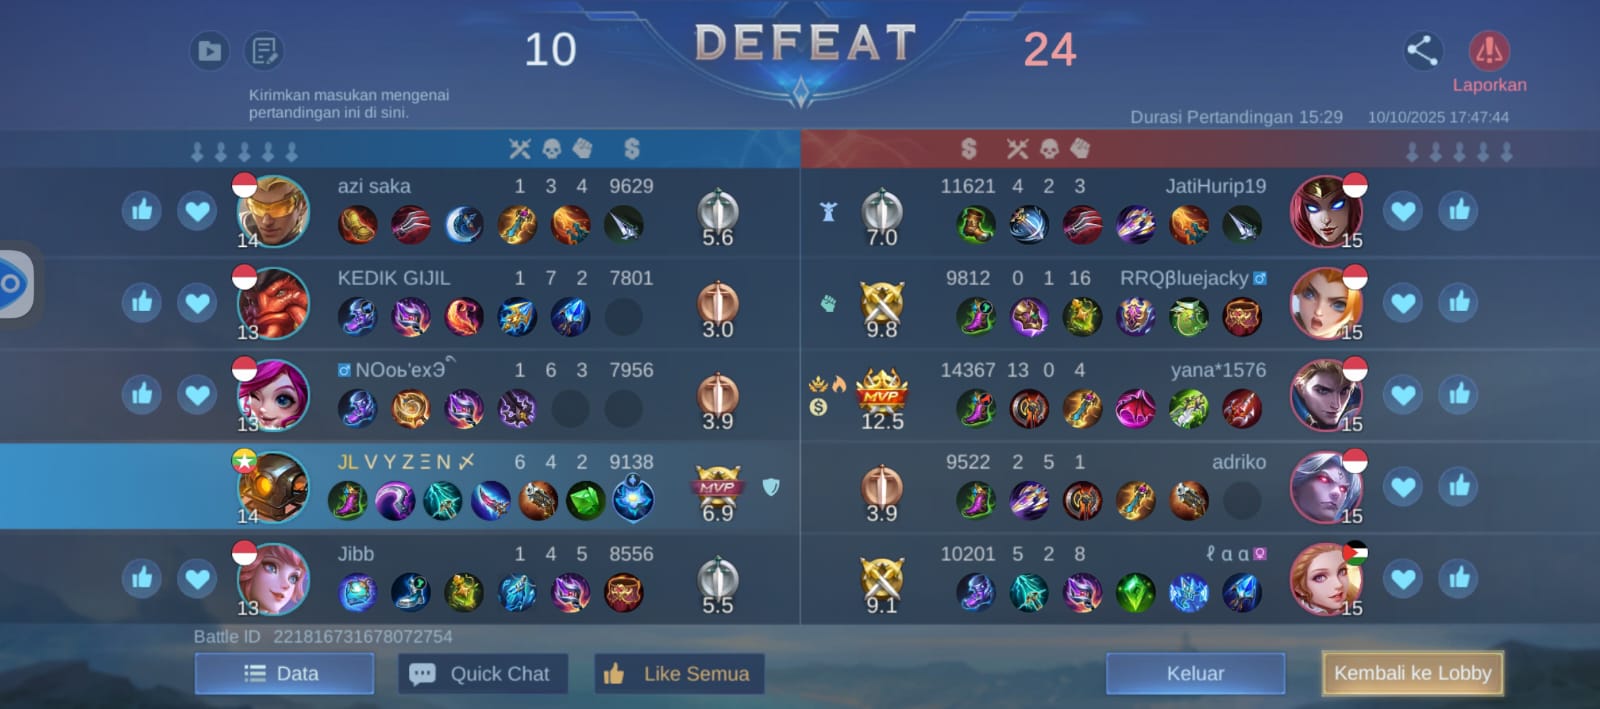 10 DEFEAT 24
Laporkan
Kirimkan masukan mengenai
pertandingan ini di sini.
Durasi Pertandingan 15:29 10/10/2025 17:47:44
azi saka 1 3 4 9629
14 5.6
11621 4 2 3 JatiHurip19
7.0 15
KEDIK GIJIL 1 7 2 7801
13 3.0
9812 0 1 16 RRQβluejacky
9.8 15
NOoь'exЭ 1 6 3 7956
13 3.9
14367 13 0 4 yana*1576
MVP
12.5 15
JL V Y Z Ξ N 〆 6 4 2 9138
MVP
14 6.9
9522 2 5 1 adriko
3.9 15
Jibb 1 4 5 8556
13 5.5
10201 5 2 8 ℓ α α
9.1 15
Battle ID 221816731678072754
Data Quick Chat Like Semua Keluar Kembali ke Lobby